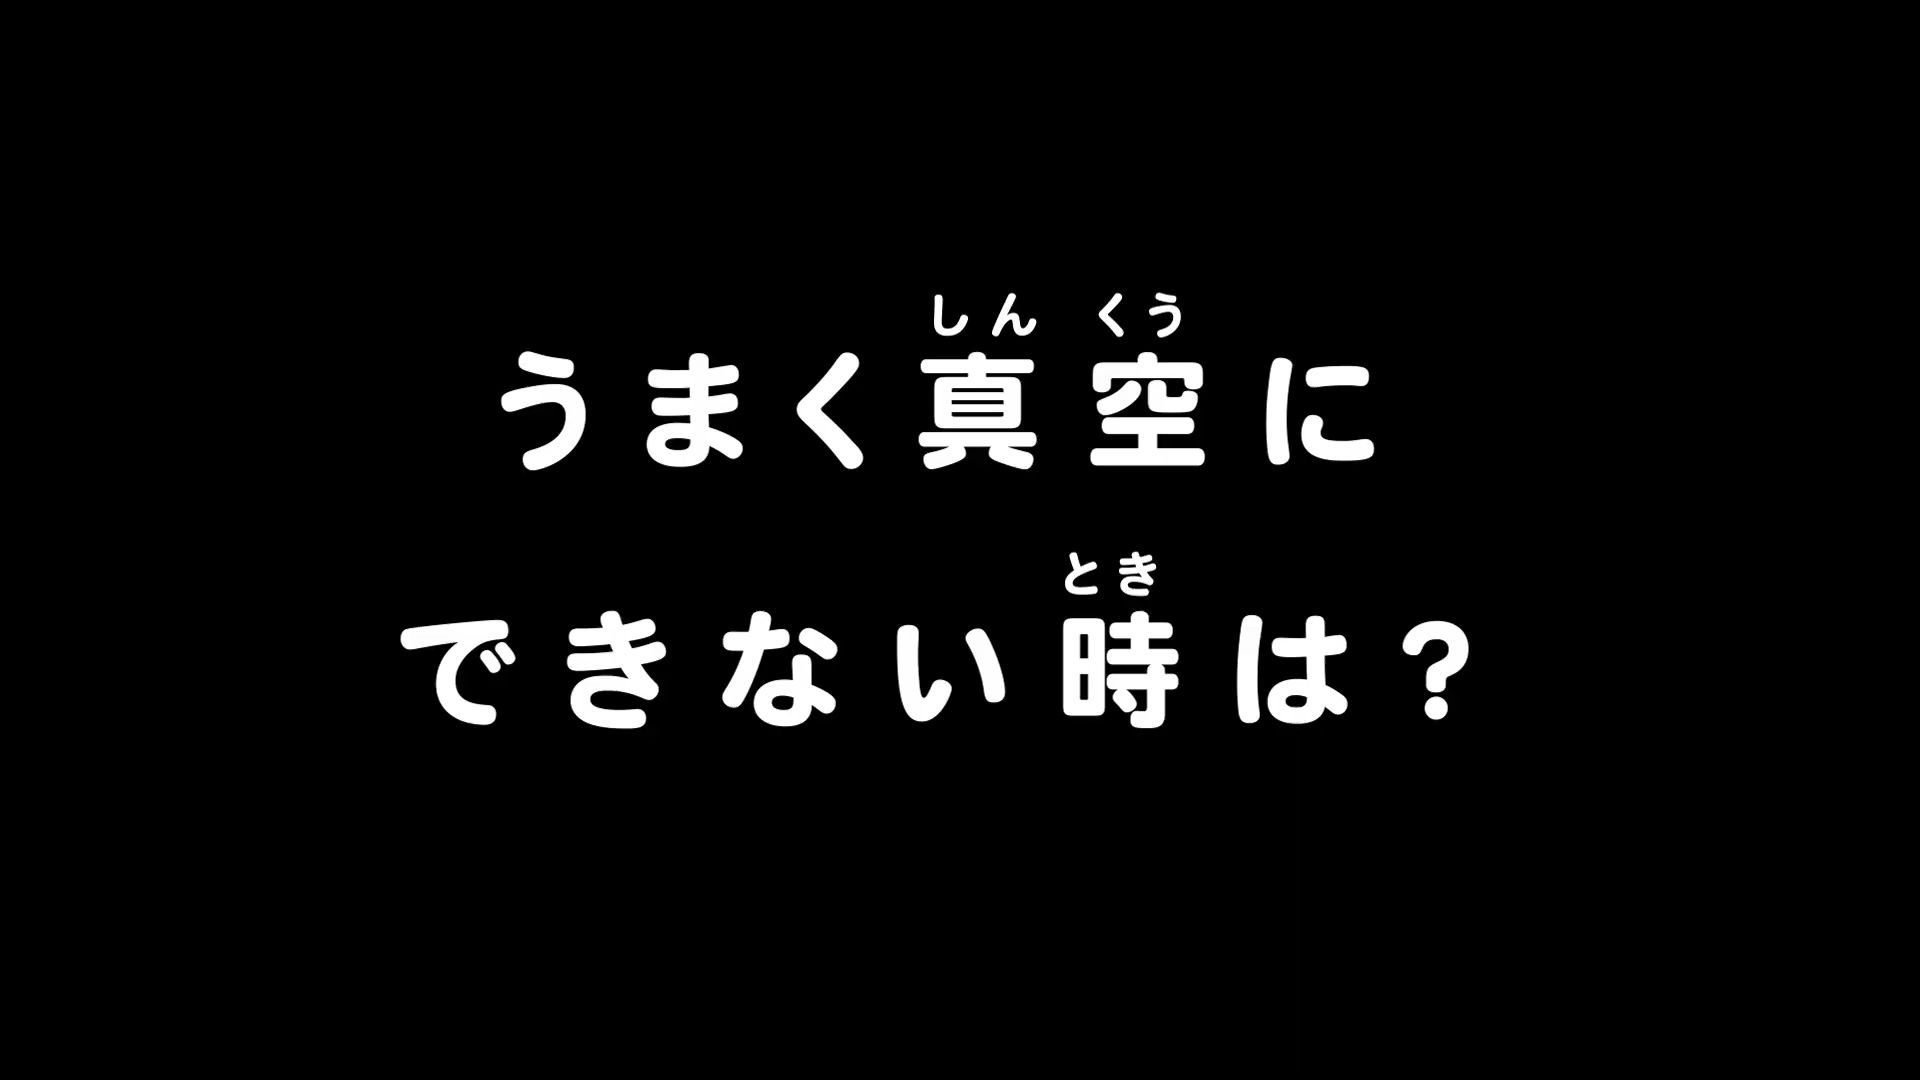 しん くう
うまく真空に
とき
できない時は?